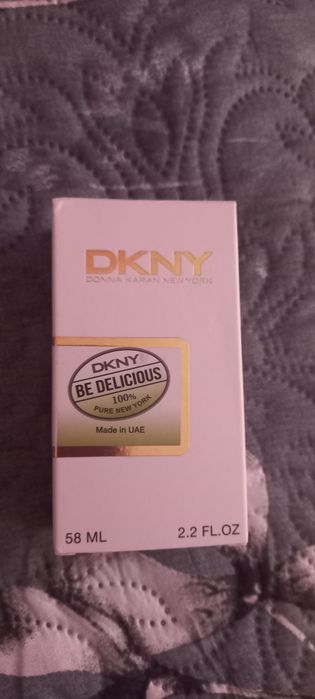 DKNY
DONNA KARAN NEW YORK
DKNY
BE DELICIOUS
100%
PURE NEW YORK
Made in UAE
58 ML 2.2 FL.OZ